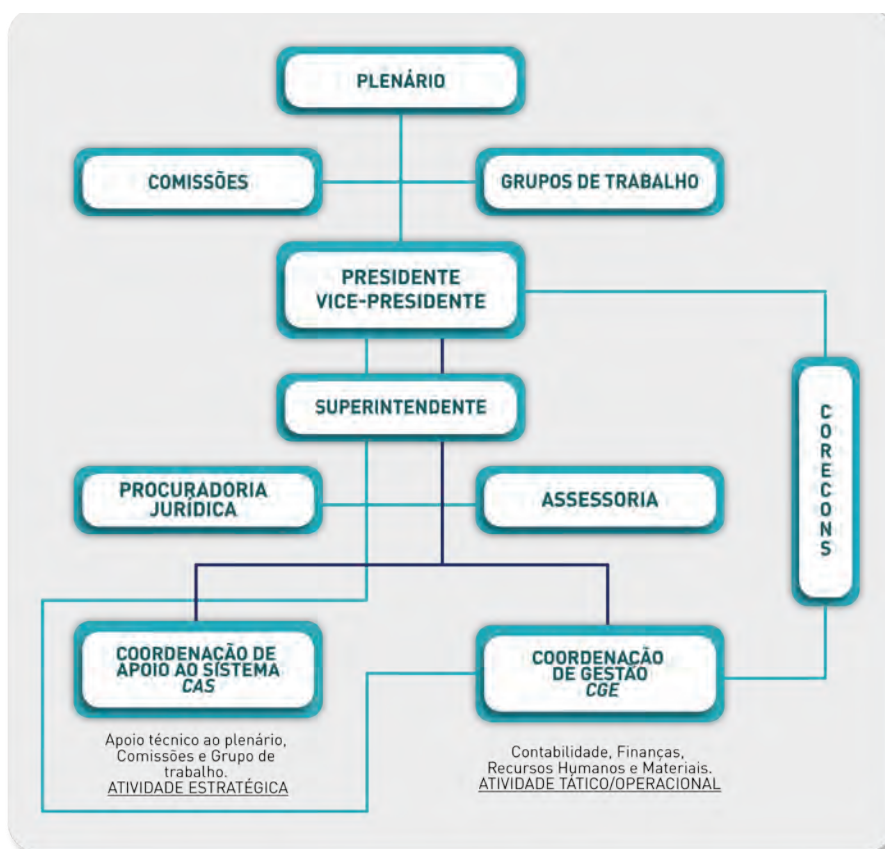 PLENÁRIO
COMISSÕES
GRUPOS DE TRABALHO
PRESIDENTE
VICE-PRESIDENTE
SUPERINTENDENTE
CORECONS
PROCURADORIA
JURÍDICA
ASSESSORIA
COORDENAÇÃO DE
APOIO AO SISTEMA
CAS
COORDENAÇÃO
DE GESTÃO
CGE
Apoio técnico ao plenário,
Comissões e Grupo de
trabalho.
ATIVIDADE ESTRATÉGICA
Contabilidade, Finanças,
Recursos Humanos e Materiais.
ATIVIDADE TÁTICO/OPERACIONAL